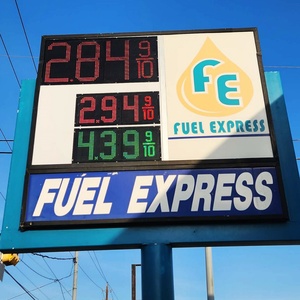 2.84 9/10
2.94 9/10
4.39 9/10
FE
FUEL EXPRESS
FUEL EXPRESS